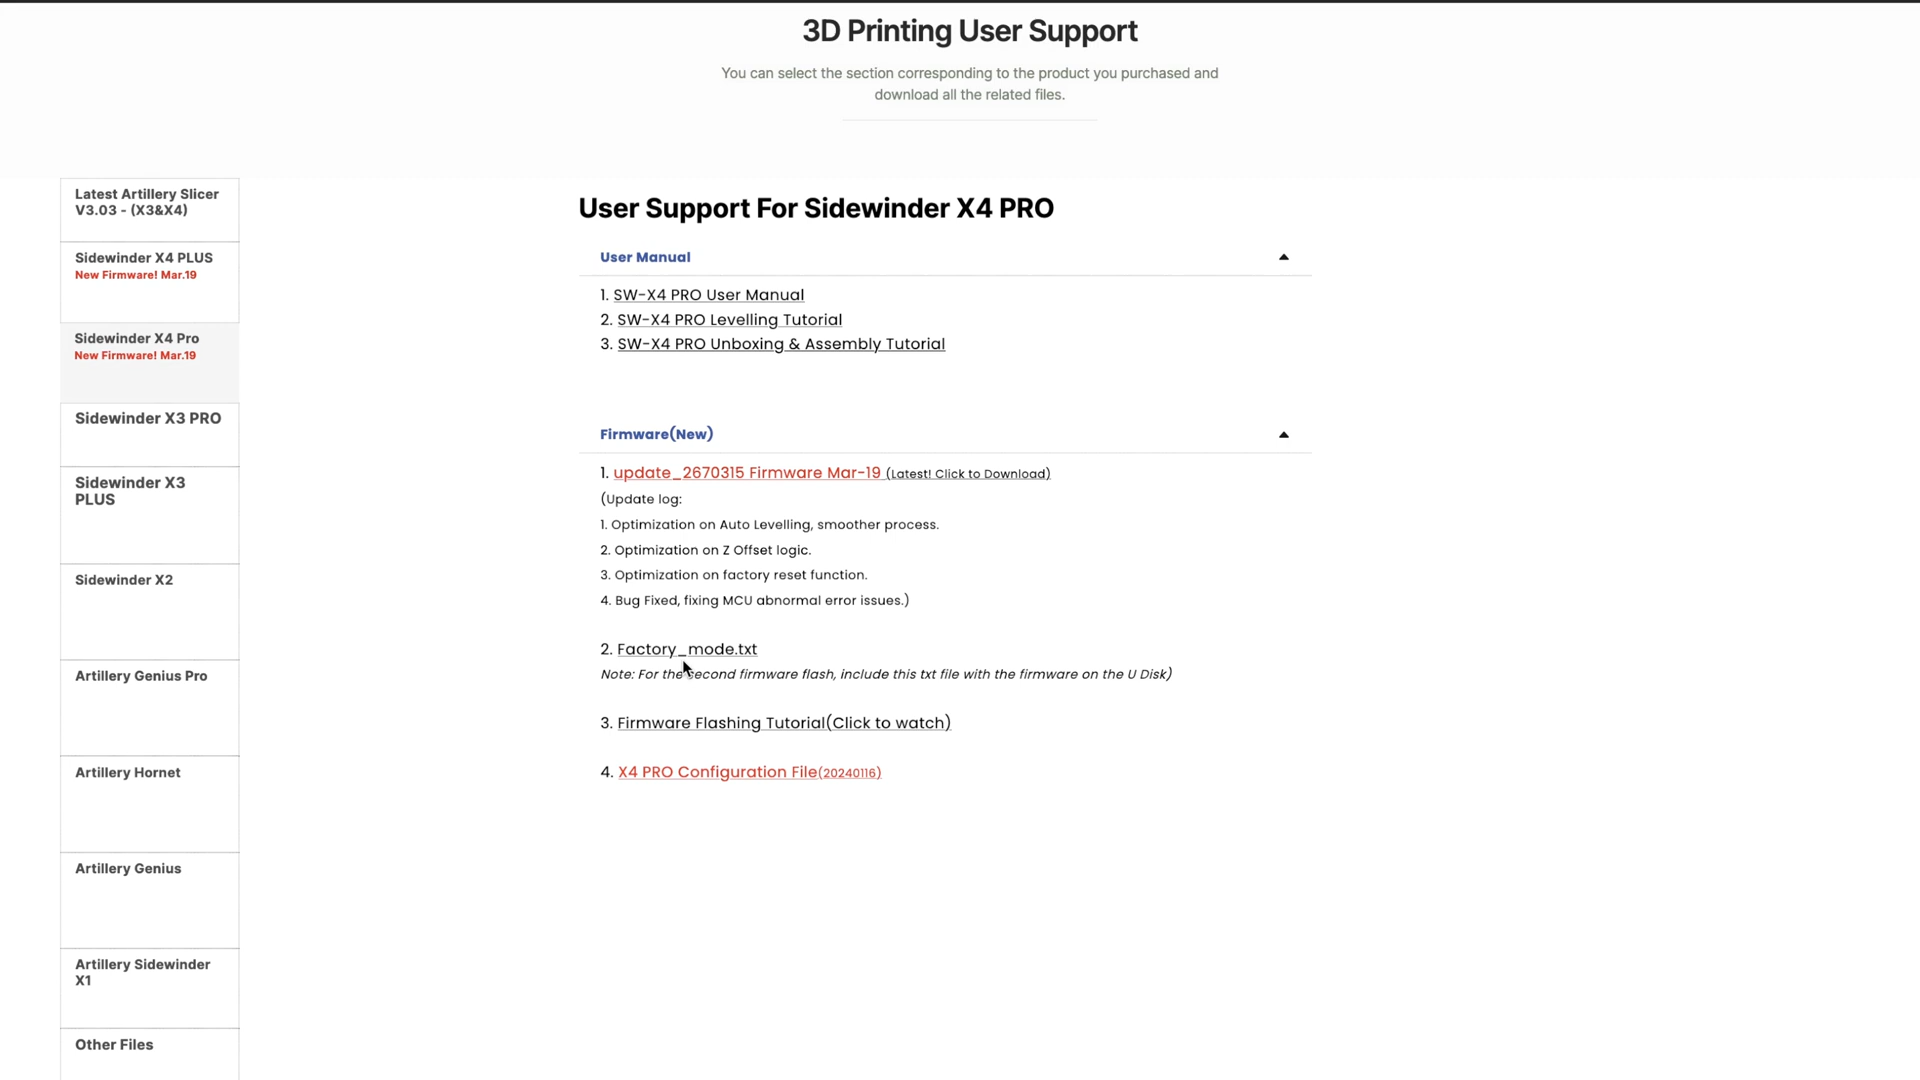 3D Printing User Support
You can select the section corresponding to the product you purchased and
download all the related files.
Latest Artillery Slicer
V3.03 - (X3&X4)
Sidewinder X4 PLUS
New Firmware! Mar.19
Sidewinder X4 Pro
New Firmware! Mar.19
Sidewinder X3 PRO
Sidewinder X3
PLUS
Sidewinder X2
Artillery Genius Pro
Artillery Hornet
Artillery Genius
Artillery Sidewinder
X1
Other Files
User Support For Sidewinder X4 PRO
User Manual
1. SW-X4 PRO User Manual
2. SW-X4 PRO Levelling Tutorial
3. SW-X4 PRO Unboxing & Assembly Tutorial
Firmware(New)
1. update_2670315 Firmware Mar-19 (Latest! Click to Download)
(Update log:
1. Optimization on Auto Levelling, smoother process.
2. Optimization on Z Offset logic.
3. Optimization on factory reset function.
4. Bug Fixed, fixing MCU abnormal error issues.)
2. Factory_mode.txt
Note: For the second firmware flash, include this txt file with the firmware on the U Disk)
3. Firmware Flashing Tutorial(Click to watch)
4. X4 PRO Configuration File(20240116)